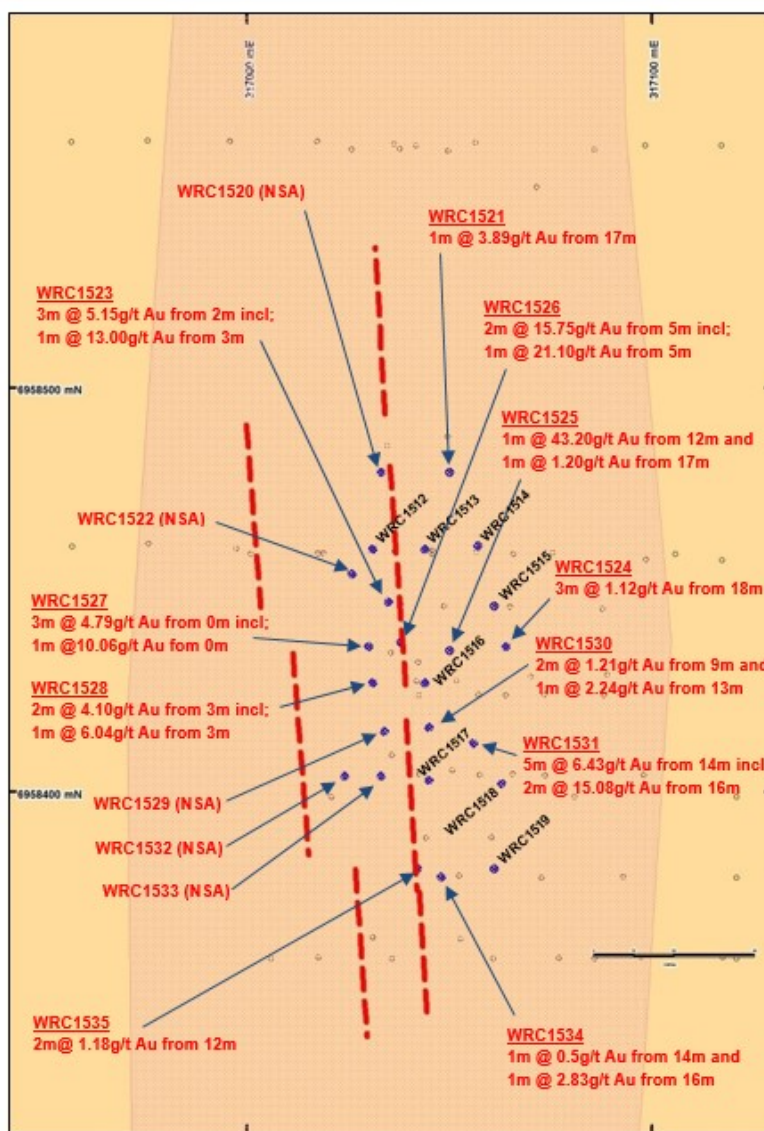 317000 mE
317100 mE
WRC1520 (NSA)
WRC1521
1m @ 3.89g/t Au from 17m
WRC1523
3m @ 5.15g/t Au from 2m incl;
1m @ 13.00g/t Au from 3m
WRC1526
2m @ 15.75g/t Au from 5m incl;
1m @ 21.10g/t Au from 5m
6958500 mN
WRC1525
1m @ 43.20g/t Au from 12m and
1m @ 1.20g/t Au from 17m
WRC1522 (NSA)
WRC1512
WRC1513
WRC1514
WRC1515
WRC1524
3m @ 1.12g/t Au from 18m
WRC1527
3m @ 4.79g/t Au from 0m incl;
1m @10.06g/t Au fom 0m
WRC1516
WRC1530
2m @ 1.21g/t Au from 9m and
1m @ 2.24g/t Au from 13m
WRC1528
2m @ 4.10g/t Au from 3m incl;
1m @ 6.04g/t Au from 3m
WRC1517
WRC1531
5m @ 6.43g/t Au from 14m incl
2m @ 15.08g/t Au from 16m
6958400 mN
WRC1529 (NSA)
WRC1518
WRC1532 (NSA)
WRC1519
WRC1533 (NSA)
WRC1535
2m@ 1.18g/t Au from 12m
WRC1534
1m @ 0.5g/t Au from 14m and
1m @ 2.83g/t Au from 16m